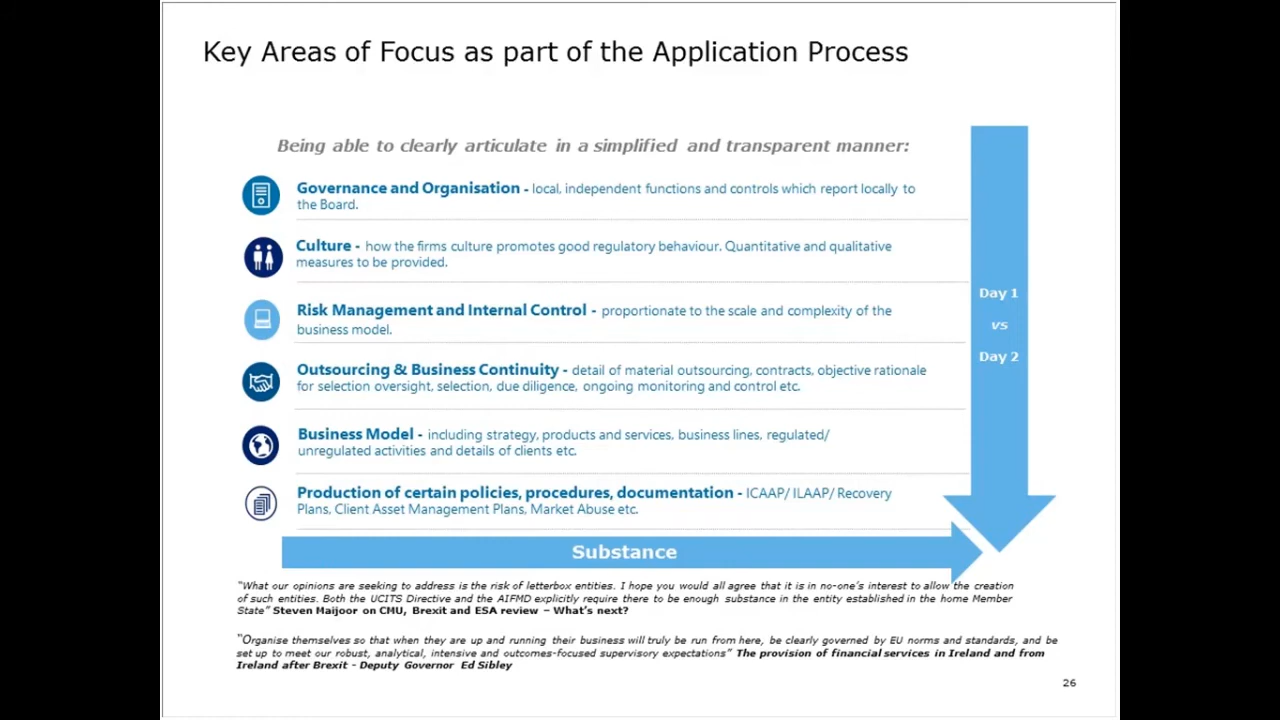 Key Areas of Focus as part of the Application Process
Being able to clearly articulate in a simplified and transparent manner:
Governance and Organisation - local, independent functions and controls which report locally to
the Board.
Culture - how the firms culture promotes good regulatory behaviour. Quantitative and qualitative
measures to be provided.
Risk Management and Internal Control - proportionate to the scale and complexity of the
business model.
Outsourcing & Business Continuity - detail of material outsourcing, contracts, objective rationale
for selection oversight, selection, due diligence, ongoing monitoring and control etc.
Business Model - including strategy, products and services, business lines, regulated/
unregulated activities and details of clients etc.
Production of certain policies, procedures, documentation - ICAAP/ ILAAP/ Recovery
Plans, Client Asset Management Plans, Market Abuse etc.
Day 1
vs
Day 2
Substance
"What our opinions are seeking to address is the risk of letterbox entities. I hope you would all agree that it is in no-one's interest to allow the creation
of such entities. Both the UCITS Directive and the AIFMD explicitly require there to be enough substance in the entity established in the home Member
State" Steven Maijoor on CMU, Brexit and ESA review – What's next?
"Organise themselves so that when they are up and running their business will truly be run from here, be clearly governed by EU norms and standards, and be
set up to meet our robust, analytical, intensive and outcomes-focused supervisory expectations" The provision of financial services in Ireland and from
Ireland after Brexit - Deputy Governor Ed Sibley
26